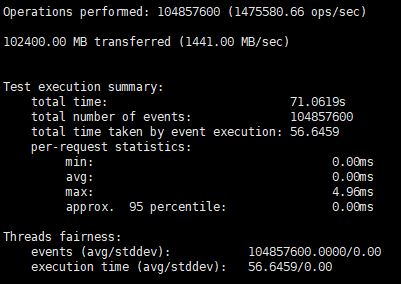 Operations performed: 104857600 (1475580.66 ops/sec)
102400.00 MB transferred (1441.00 MB/sec)
Test execution summary:
total time: 71.0619s
total number of events: 104857600
total time taken by event execution: 56.6459
per-request statistics:
min: 0.00ms
avg: 0.00ms
max: 4.96ms
approx. 95 percentile: 0.00ms
Threads fairness:
events (avg/stddev): 104857600.0000/0.00
execution time (avg/stddev): 56.6459/0.00